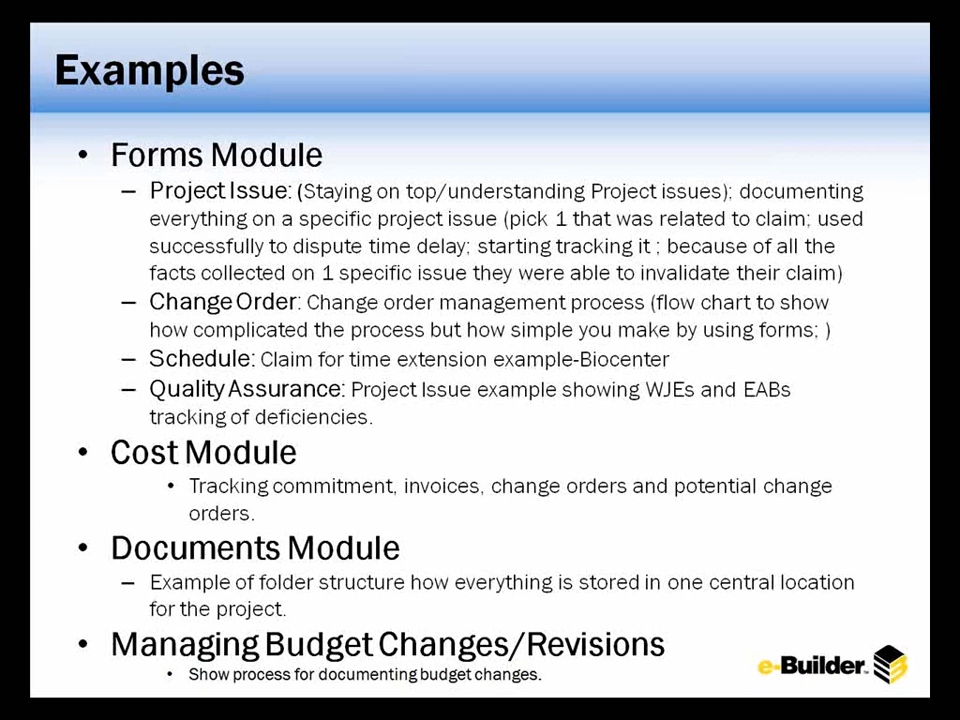 Examples
• Forms Module
– Project Issue: (Staying on top/understanding Project issues); documenting
everything on a specific project issue (pick 1 that was related to claim; used
successfully to dispute time delay; starting tracking it ; because of all the
facts collected on 1 specific issue they were able to invalidate their claim)
– Change Order: Change order management process (flow chart to show
how complicated the process but how simple you make by using forms; )
– Schedule: Claim for time extension example-Biocenter
– Quality Assurance: Project Issue example showing WJEs and EABs
tracking of deficiencies.
• Cost Module
• Tracking commitment, invoices, change orders and potential change
orders.
• Documents Module
– Example of folder structure how everything is stored in one central location
for the project.
• Managing Budget Changes/Revisions
• Show process for documenting budget changes.
e-Builder™